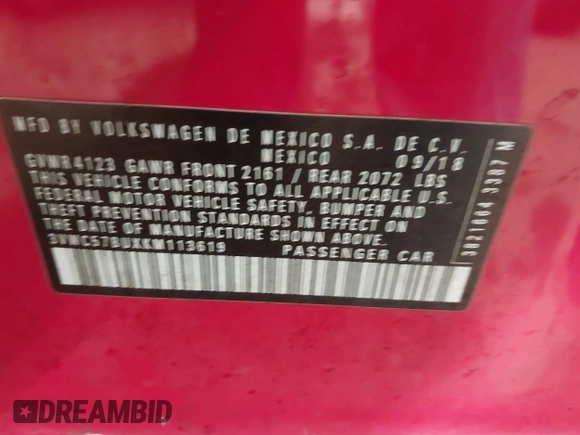 MFD BY VOLKSWAGEN DE MEXICO S.A. DE C.V.
MEXICO 09/18
GVWR4123 GAWR FRONT 2161 / REAR 2072 LBS
THIS VEHICLE CONFORMS TO ALL APPLICABLE U.S.
FEDERAL MOTOR VEHICLE SAFETY, BUMPER AND
THEFT PREVENTION STANDARDS IN EFFECT ON
THE DATE OF MANUFACTURE SHOWN ABOVE.
3VWC57BUXKM113619 PASSENGER CAR
DREAMBID